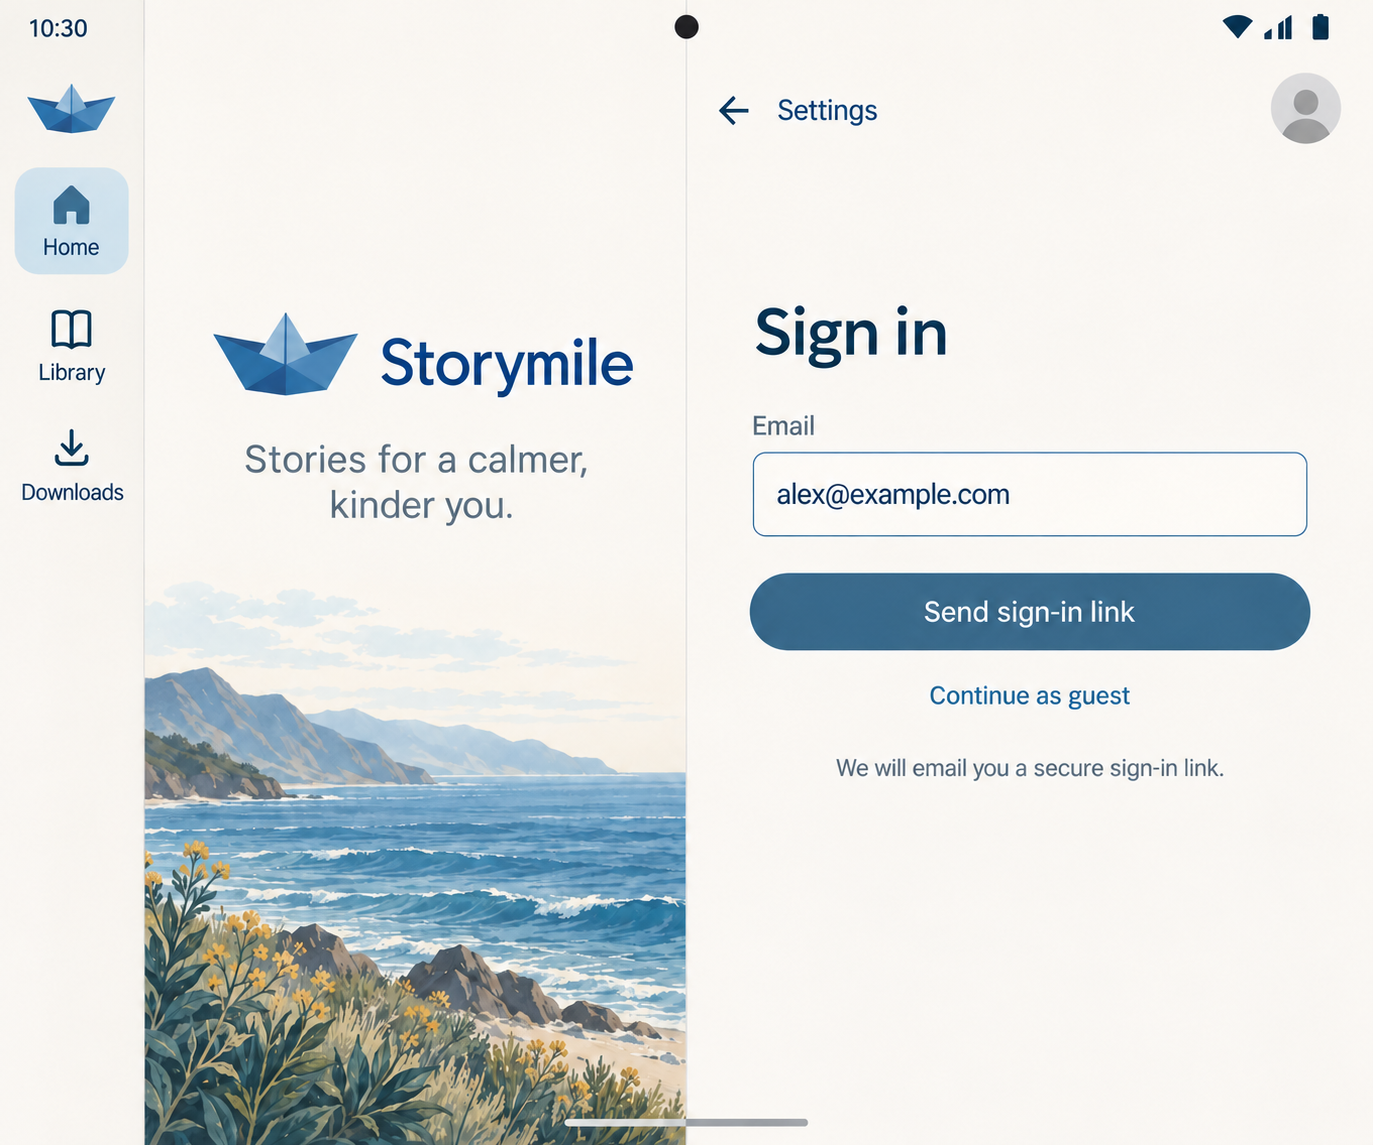 10:30
Home
Library
Downloads
Storymile
Stories for a calmer,
kinder you.
Settings
Sign in
Email
alex@example.com
Send sign-in link
Continue as guest
We will email you a secure sign-in link.